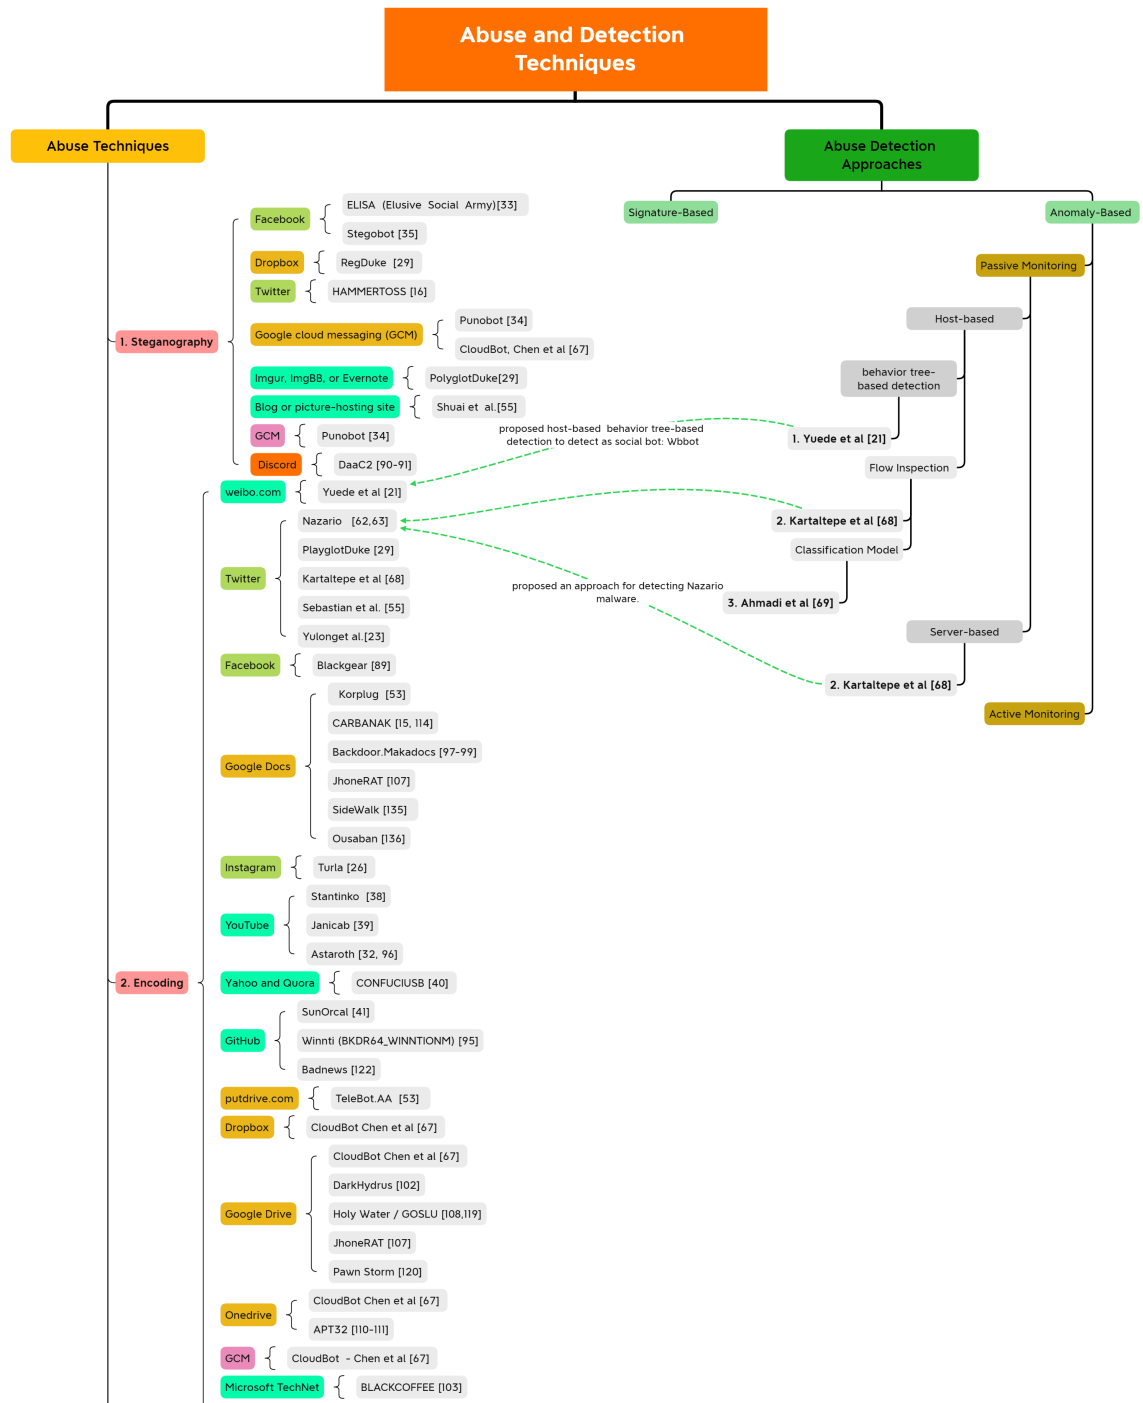 Abuse and Detection
Techniques
Abuse Techniques
Abuse Detection
Approaches
Signature-Based
Anomaly-Based
Passive Monitoring
Host-based
behavior tree-
based detection
1. Yuede et al [21]
Flow Inspection
2. Kartaltepe et al [68]
Classification Model
3. Ahmadi et al [69]
Server-based
2. Kartaltepe et al [68]
Active Monitoring
proposed host-based behavior tree-based
detection to detect as social bot: Wbbot
proposed an approach for detecting Nazario
malware.
1. Steganography
Facebook
ELISA (Elusive Social Army)[33]
Stegobot [35]
Dropbox
RegDuke [29]
Twitter
HAMMERTOSS [16]
Google cloud messaging (GCM)
Punobot [34]
CloudBot, Chen et al [67]
Imgur, ImgBB, or Evernote
PolyglotDuke[29]
Blog or picture-hosting site
Shuai et al.[55]
GCM
Punobot [34]
Discord
DaaC2 [90-91]
2. Encoding
weibo.com
Yuede et al [21]
Twitter
Nazario [62,63]
PlayglotDuke [29]
Kartaltepe et al [68]
Sebastian et al. [55]
Yulonget al.[23]
Facebook
Blackgear [89]
Google Docs
Korplug [53]
CARBANAK [15, 114]
Backdoor.Makadocs [97-99]
JhoneRAT [107]
SideWalk [135]
Ousaban [136]
Instagram
Turla [26]
YouTube
Stantinko [38]
Janicab [39]
Astaroth [32, 96]
Yahoo and Quora
CONFUCIUSB [40]
GitHub
SunOrcal [41]
Winnti (BKDR64_WINNTIONM) [95]
Badnews [122]
putdrive.com
TeleBot.AA [53]
Dropbox
CloudBot Chen et al [67]
Google Drive
CloudBot Chen et al [67]
DarkHydrus [102]
Holy Water / GOSLU [108,119]
JhoneRAT [107]
Pawn Storm [120]
Onedrive
CloudBot Chen et al [67]
APT32 [110-111]
GCM
CloudBot - Chen et al [67]
Microsoft TechNet
BLACKCOFFEE [103]